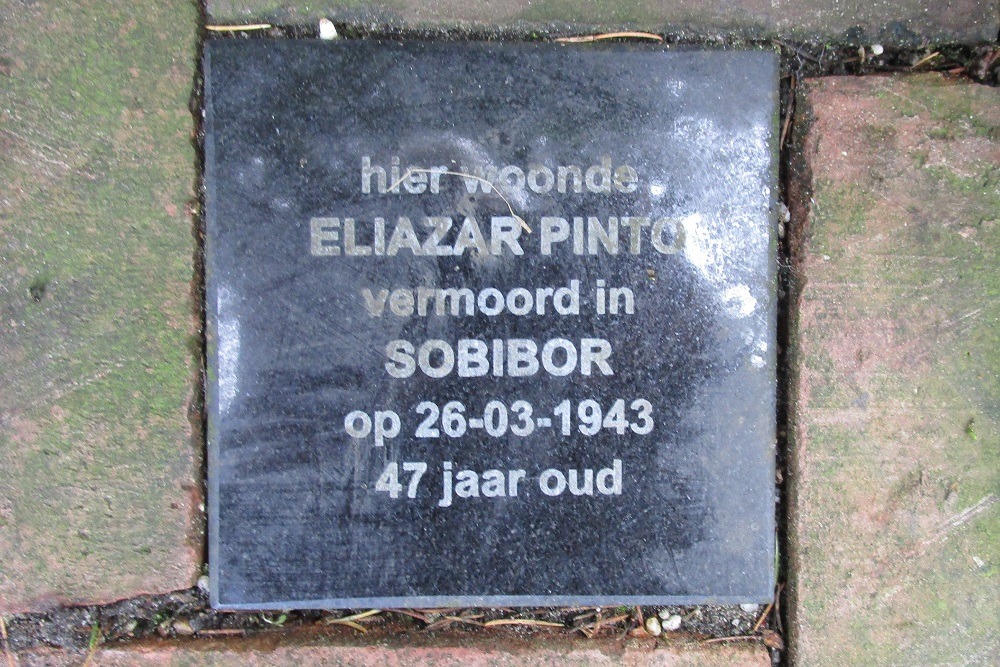 hier woonde
ELIAZAR PINTO
vermoord in
SOBIBOR
op 26-03-1943
47 jaar oud